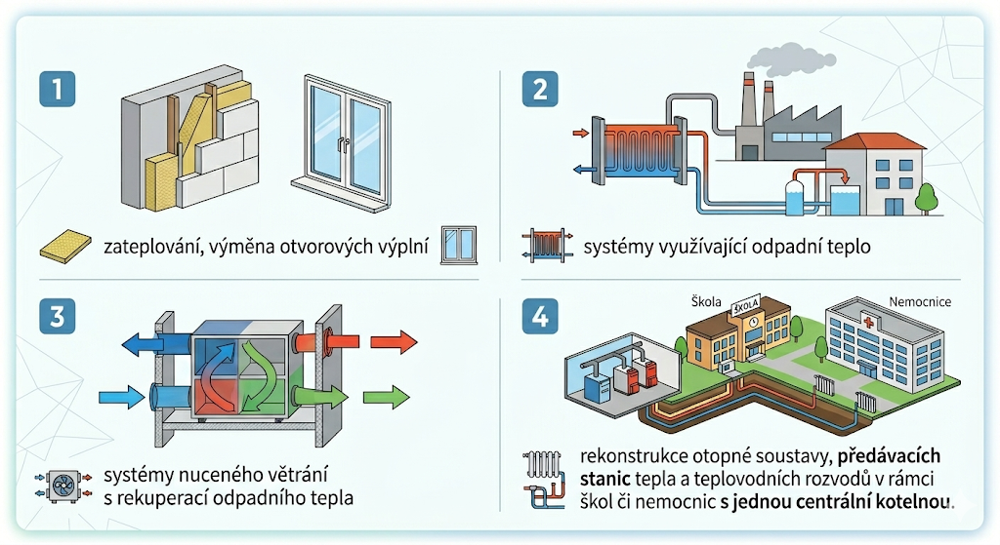 1
zateplování, výměna otvorových výplní
2
systémy využívající odpadní teplo
3
systémy nuceného větrání
s rekuperací odpadního tepla
4
Škola
ŠKOLA
Nemocnice
rekonstrukce otopné soustavy, předávacích
stanic tepla a teplovodních rozvodů v rámci
škol či nemocnic s jednou centrální kotelnou.